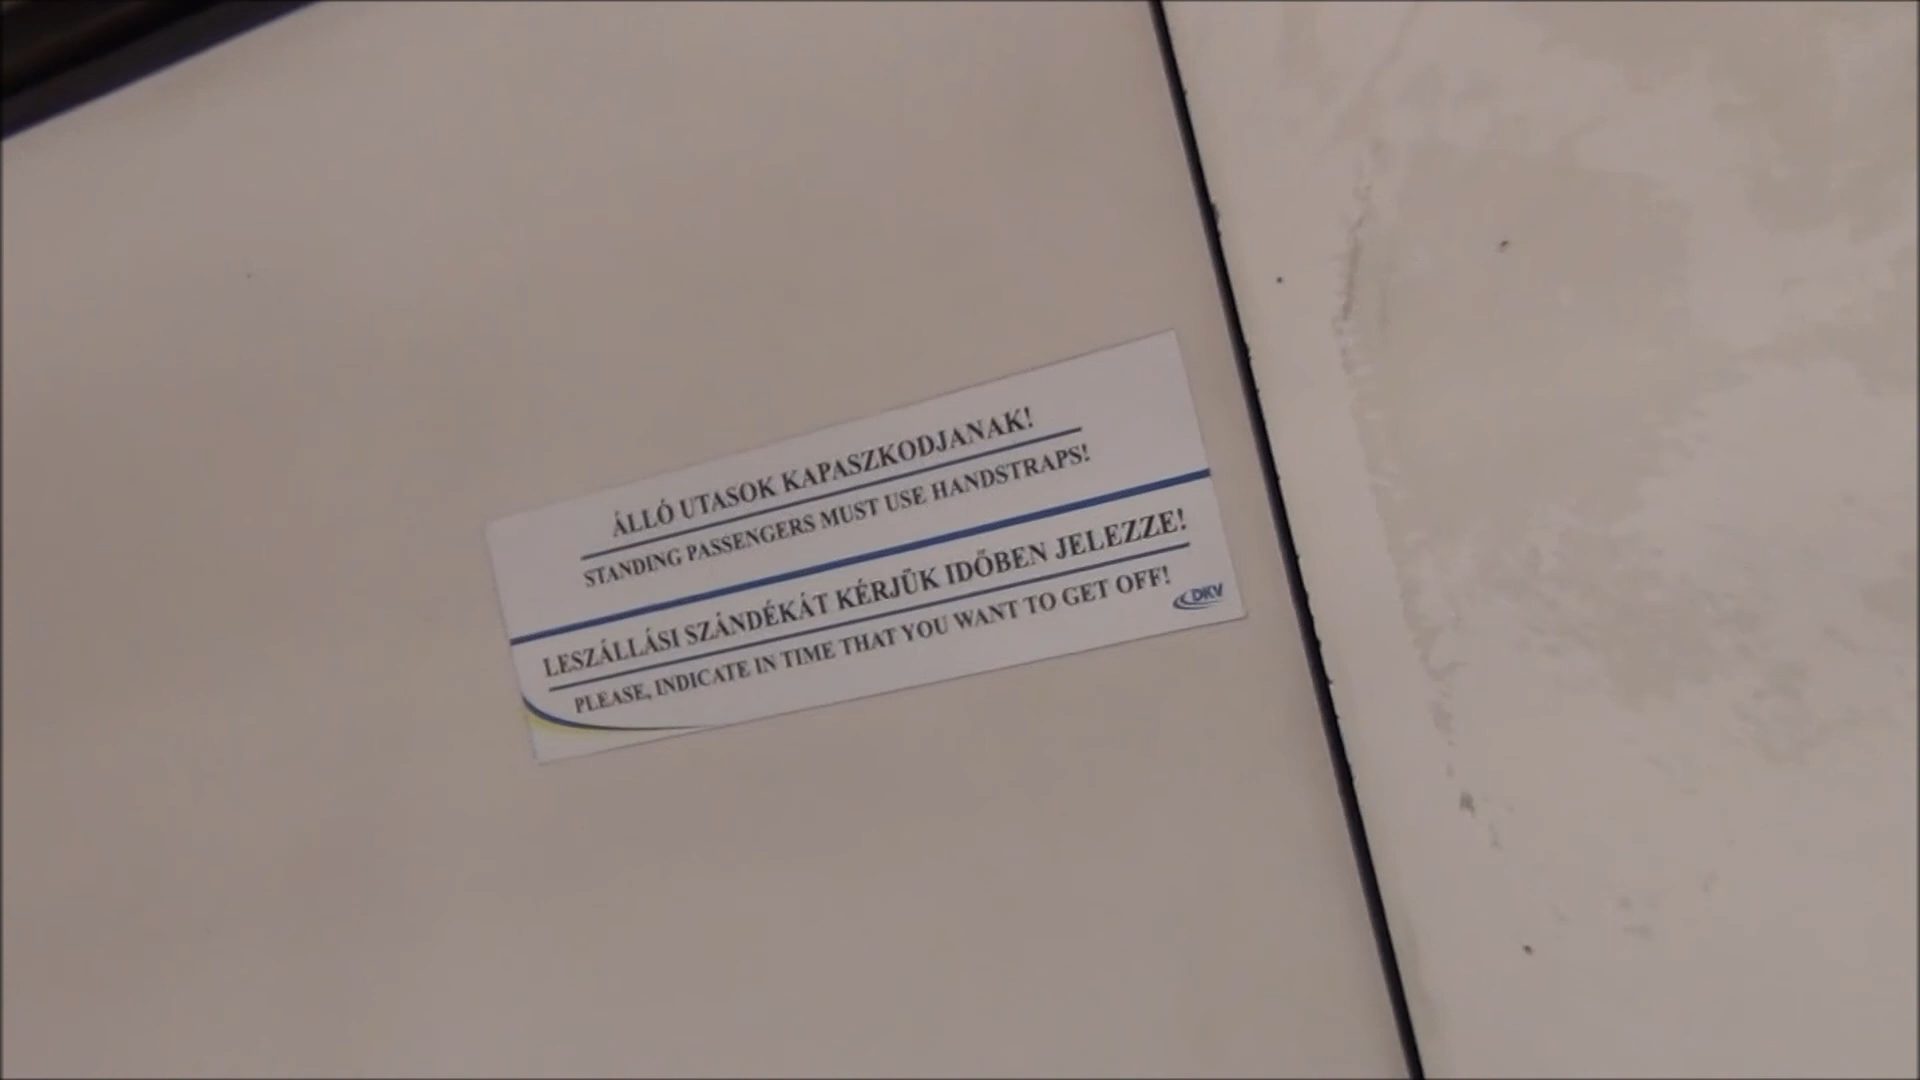 ÁLLÓ UTASOK KAPASZKODJANAK!
STANDING PASSENGERS MUST USE HANDSTRAPS!
LESZÁLLÁSI SZÁNDÉKÁT KÉRJÜK IDŐBEN JELEZZE!
PLEASE, INDICATE IN TIME THAT YOU WANT TO GET OFF!
DKV